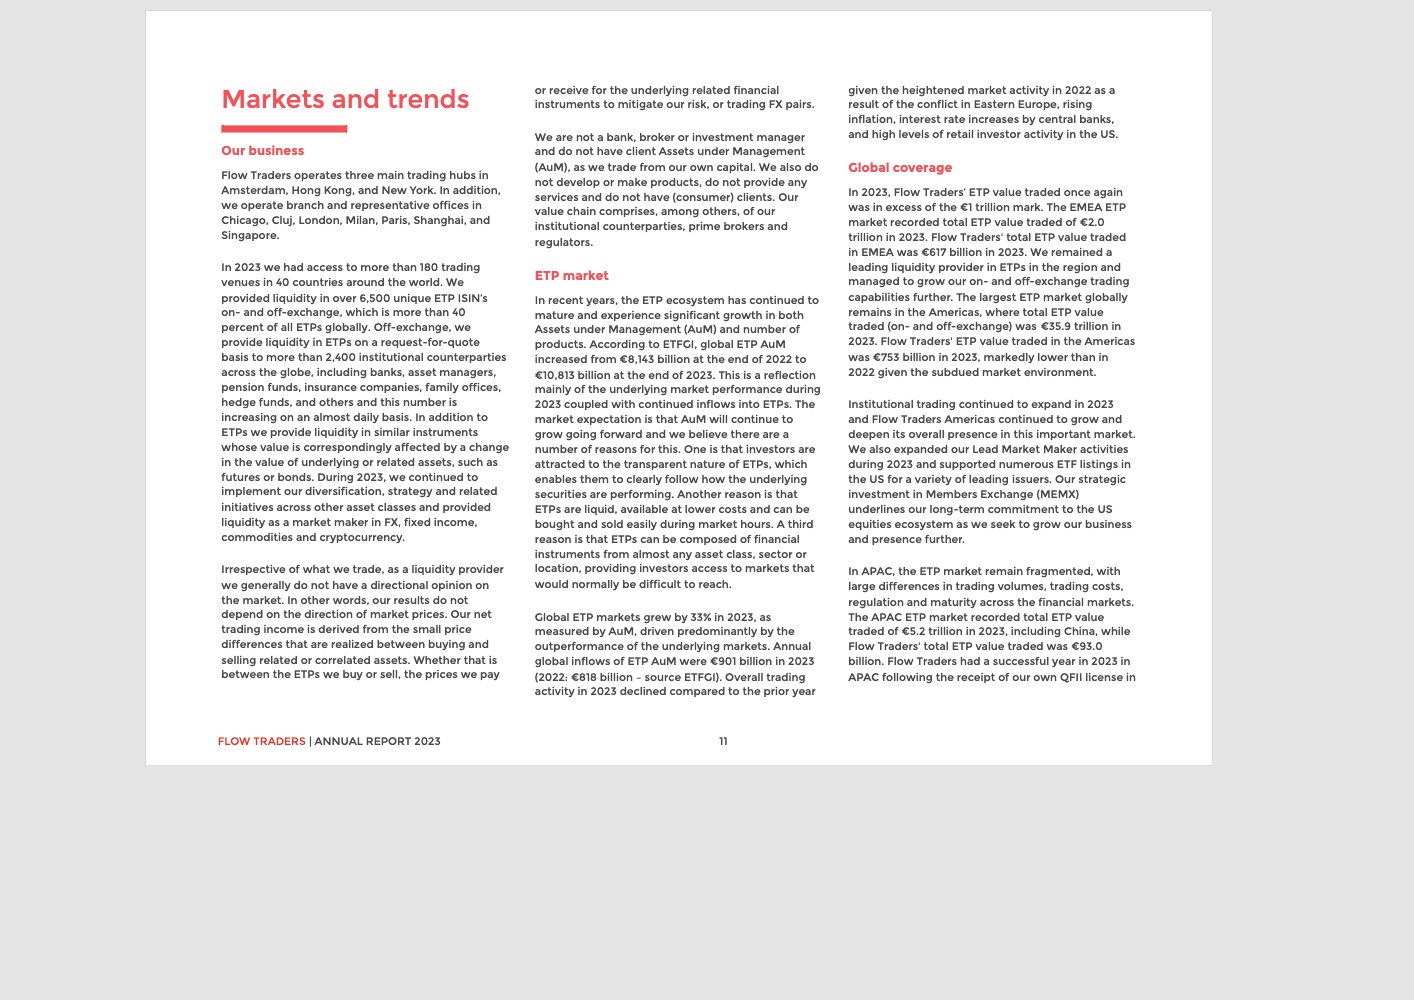 Markets and trends
Our business
Flow Traders operates three main trading hubs in
Amsterdam, Hong Kong, and New York. In addition,
we operate branch and representative offices in
Chicago, Cluj, London, Milan, Paris, Shanghai, and
Singapore.
In 2023 we had access to more than 180 trading
venues in 40 countries around the world. We
provided liquidity in over 6,500 unique ETP ISIN's
on- and off-exchange, which is more than 40
percent of all ETPs globally. Off-exchange, we
provide liquidity in ETPs on a request-for-quote
basis to more than 2,400 institutional counterparties
across the globe, including banks, asset managers,
pension funds, insurance companies, family offices,
hedge funds, and others and this number is
increasing on an almost daily basis. In addition to
ETPs we provide liquidity in similar instruments
whose value is correspondingly affected by a change
in the value of underlying or related assets, such as
futures or bonds. During 2023, we continued to
implement our diversification, strategy and related
initiatives across other asset classes and provided
liquidity as a market maker in FX, fixed income,
commodities and cryptocurrency.
Irrespective of what we trade, as a liquidity provider
we generally do not have a directional opinion on
the market. In other words, our results do not
depend on the direction of market prices. Our net
trading income is derived from the small price
differences that are realized between buying and
selling related or correlated assets. Whether that is
between the ETPs we buy or sell, the prices we pay
or receive for the underlying related financial
instruments to mitigate our risk, or trading FX pairs.
We are not a bank, broker or investment manager
and do not have client Assets under Management
(AuM), as we trade from our own capital. We also do
not develop or make products, do not provide any
services and do not have (consumer) clients. Our
value chain comprises, among others, of our
institutional counterparties, prime brokers and
regulators.
ETP market
In recent years, the ETP ecosystem has continued to
mature and experience significant growth in both
Assets under Management (AuM) and number of
products. According to ETFGI, global ETP AuM
increased from €8,143 billion at the end of 2022 to
€10,813 billion at the end of 2023. This is a reflection
mainly of the underlying market performance during
2023 coupled with continued inflows into ETPs. The
market expectation is that AuM will continue to
grow going forward and we believe there are a
number of reasons for this. One is that investors are
attracted to the transparent nature of ETPs, which
enables them to clearly follow how the underlying
securities are performing. Another reason is that
ETPs are liquid, available at lower costs and can be
bought and sold easily during market hours. A third
reason is that ETPs can be composed of financial
instruments from almost any asset class, sector or
location, providing investors access to markets that
would normally be difficult to reach.
Global ETP markets grew by 33% in 2023, as
measured by AuM, driven predominantly by the
outperformance of the underlying markets. Annual
global inflows of ETP AuM were €901 billion in 2023
(2022: €818 billion – source ETFGI). Overall trading
activity in 2023 declined compared to the prior year
given the heightened market activity in 2022 as a
result of the conflict in Eastern Europe, rising
inflation, interest rate increases by central banks,
and high levels of retail investor activity in the US.
Global coverage
In 2023, Flow Traders' ETP value traded once again
was in excess of the €1 trillion mark. The EMEA ETP
market recorded total ETP value traded of €2.0
trillion in 2023. Flow Traders' total ETP value traded
in EMEA was €617 billion in 2023. We remained a
leading liquidity provider in ETPs in the region and
managed to grow our on- and off-exchange trading
capabilities further. The largest ETP market globally
remains in the Americas, where total ETP value
traded (on- and off-exchange) was €35.9 trillion in
2023. Flow Traders' ETP value traded in the Americas
was €753 billion in 2023, markedly lower than in
2022 given the subdued market environment.
Institutional trading continued to expand in 2023
and Flow Traders Americas continued to grow and
deepen its overall presence in this important market.
We also expanded our Lead Market Maker activities
during 2023 and supported numerous ETF listings in
the US for a variety of leading issuers. Our strategic
investment in Members Exchange (MEMX)
underlines our long-term commitment to the US
equities ecosystem as we seek to grow our business
and presence further.
In APAC, the ETP market remain fragmented, with
large differences in trading volumes, trading costs,
regulation and maturity across the financial markets.
The APAC ETP market recorded total ETP value
traded of €5.2 trillion in 2023, including China, while
Flow Traders' total ETP value traded was €93.0
billion. Flow Traders had a successful year in 2023 in
APAC following the receipt of our own QFII license in
FLOW TRADERS | ANNUAL REPORT 2023
11